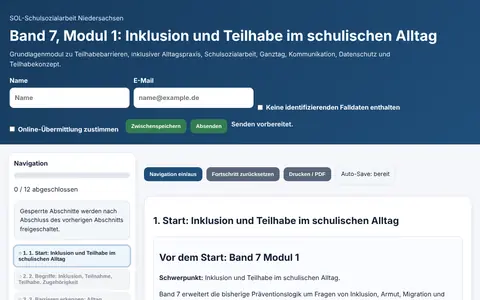 SOL-Schulsozialarbeit Niedersachsen
Band 7, Modul 1: Inklusion und Teilhabe im schulischen Alltag
Grundlagenmodul zu Teilhabebarrieren, inklusiver Alltagspraxis, Schulsozialarbeit, Ganztag, Kommunikation, Datenschutz und
Teilhabekonzept.
Name
E-Mail
Name
name@example.de
Keine identifizierenden Falldaten enthalten
Online-Übermittlung zustimmen
Zwischenspeichern
Absenden
Senden vorbereitet.
Navigation
0 / 12 abgeschlossen
Gesperrte Abschnitte werden nach
Abschluss des vorherigen Abschnitts
freigeschaltet.
1. 1. Start: Inklusion und Teilhabe im
schulischen Alltag
2. 2. Begriffe: Inklusion, Teilnahme,
Teilhabe, Zugehörigkeit
Navigation ein/aus
Fortschritt zurücksetzen
Drucken / PDF
Auto-Save: bereit
1. Start: Inklusion und Teilhabe im schulischen Alltag
Vor dem Start: Band 7 Modul 1
Schwerpunkt: Inklusion und Teilhabe im schulischen Alltag.
Band 7 erweitert die bisherige Präventionslogik um Fragen von Inklusion, Armut, Migration und